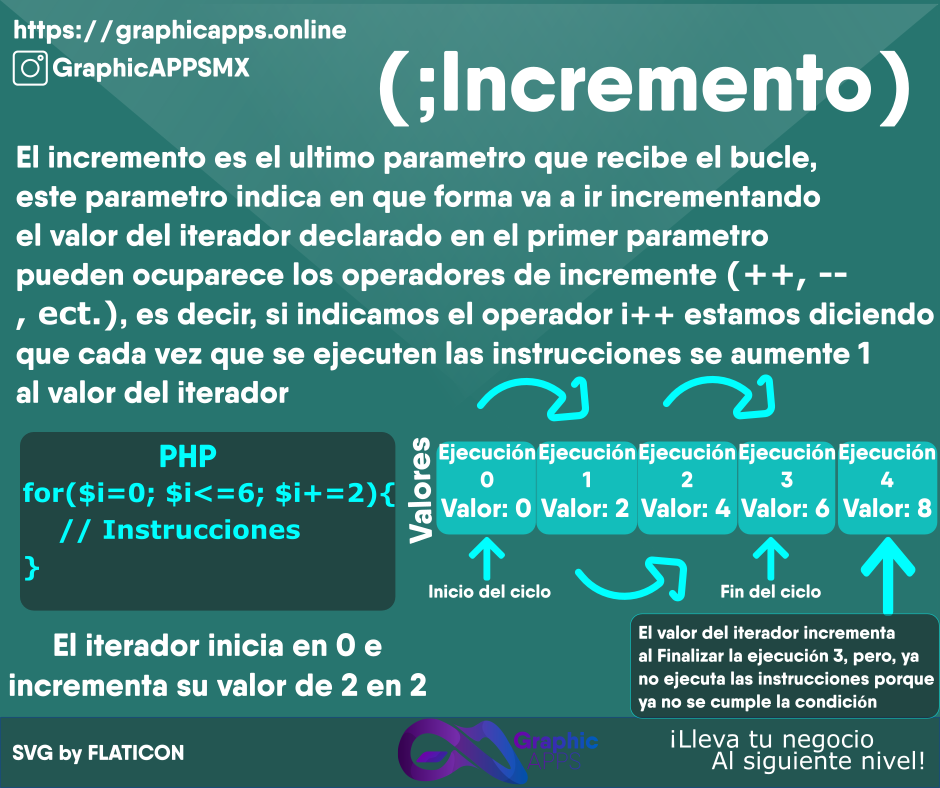 https://graphicapps.online
GraphicAPPSMX
(;Incremento)
El incremento es el ultimo parametro que recibe el bucle,
este parametro indica en que forma va a ir incrementando
el valor del iterador declarado en el primer parametro
pueden ocuparece los operadores de incremente (++, --
, ect.), es decir, si indicamos el operador i++ estamos diciendo
que cada vez que se ejecuten las instrucciones se aumente 1
al valor del iterador
PHP
for($i=0; $i<=6; $i+=2){
// Instrucciones
}
El iterador inicia en 0 e
incrementa su valor de 2 en 2
Valores
Ejecución Ejecución Ejecución Ejecución Ejecución
0 1 2 3 4
Valor: 0 Valor: 2 Valor: 4 Valor: 6 Valor: 8
Inicio del ciclo
Fin del ciclo
El valor del iterador incrementa
al Finalizar la ejecución 3, pero, ya
no ejecuta las instrucciones porque
ya no se cumple la condición
SVG by FLATICON
Graphic
APPS
¡Lleva tu negocio
Al siguiente nivel!